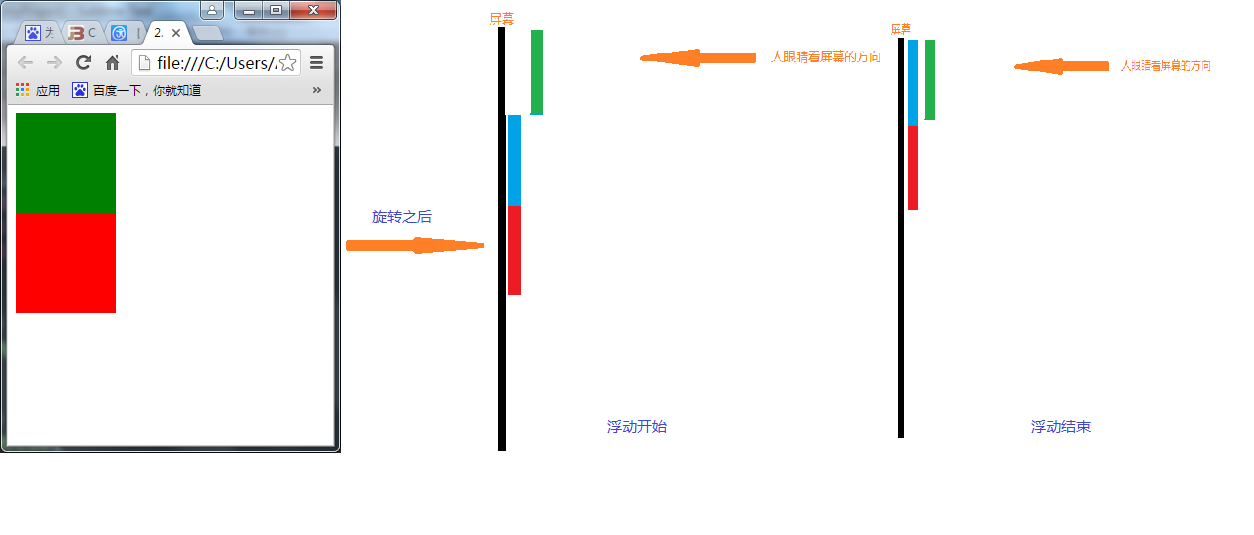 为
C
[
2.
file:///C:/Users/
应用
百度一下，你就知道
»
旋转之后
屏幕
人眼睛看屏幕的方向
浮动开始
屏幕
人眼睛看屏幕的方向
浮动结束